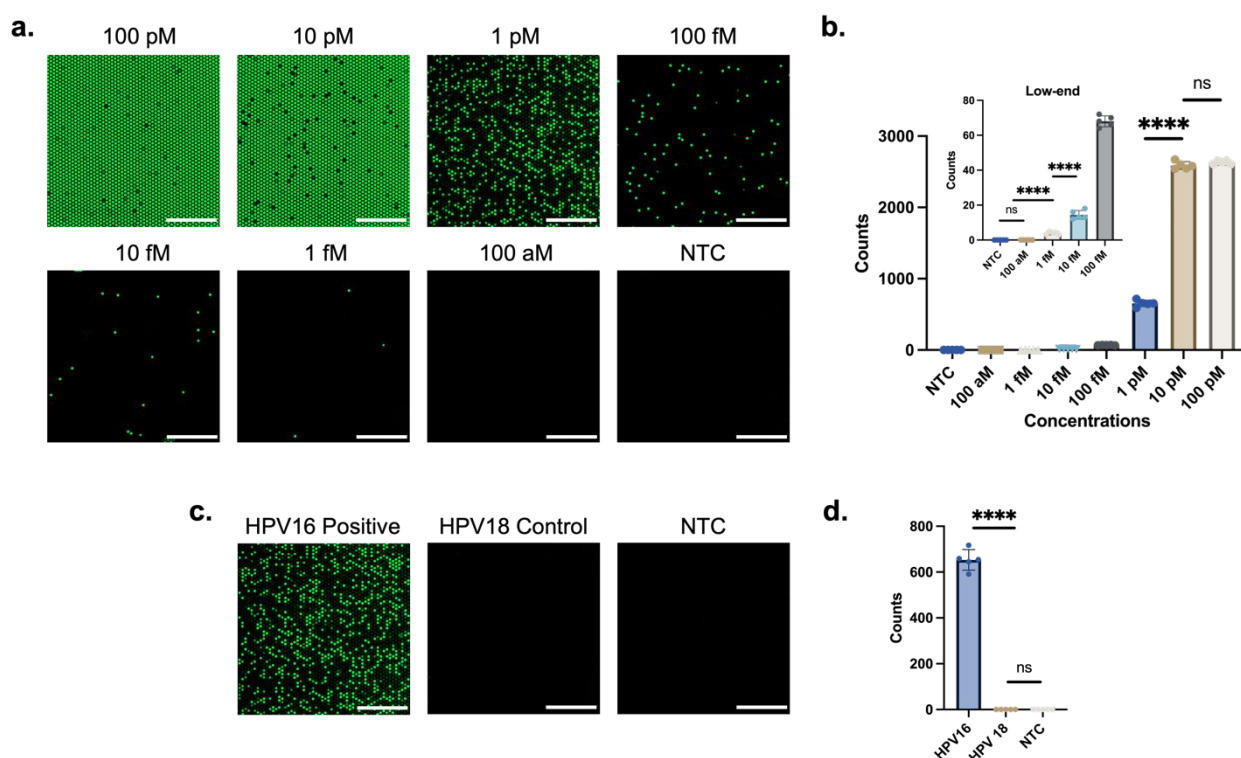 a.
100 pM
10 pM
1 pM
100 fM
10 fM
1 fM
100 aM
NTC
b.
Low-end
Counts
80
60
40
20
0
ns
****
****
NTC
100 aM
1 fM
10 fM
100 fM
Counts
3000
2000
1000
0
****
ns
NTC
100 aM
1 fM
10 fM
100 fM
1 pM
10 pM
100 pM
Concentrations
c.
HPV16 Positive
HPV18 Control
NTC
d.
Counts
800
600
400
200
0
****
ns
HPV16
HPV 18
NTC